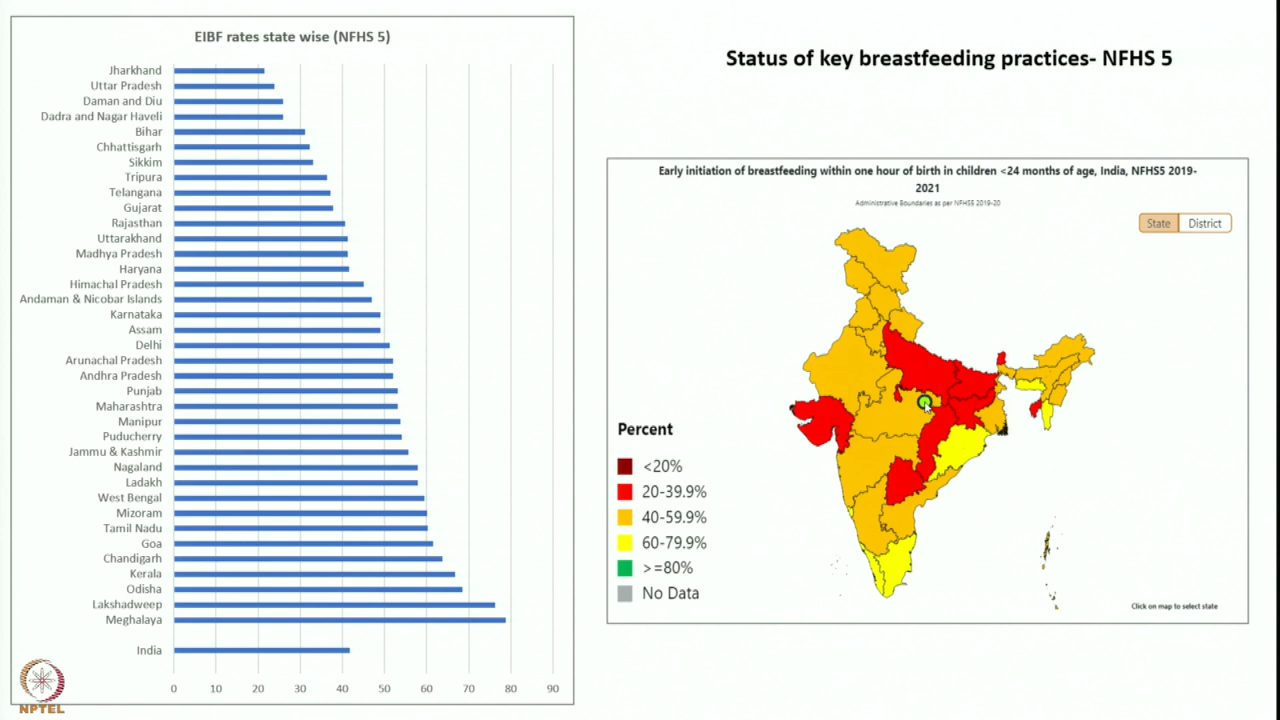 EIBF rates state wise (NFHS 5)
Jharkhand
Uttar Pradesh
Daman and Diu
Dadra and Nagar Haveli
Bihar
Chhattisgarh
Sikkim
Tripura
Telangana
Gujarat
Rajasthan
Uttarakhand
Madhya Pradesh
Haryana
Himachal Pradesh
Andaman & Nicobar Islands
Karnataka
Assam
Delhi
Arunachal Pradesh
Andhra Pradesh
Punjab
Maharashtra
Manipur
Puducherry
Jammu & Kashmir
Nagaland
Ladakh
West Bengal
Mizoram
Tamil Nadu
Goa
Chandigarh
Kerala
Odisha
Lakshadweep
Meghalaya
India
0 10 20 30 40 50 60 70 80 90
NPTEL
Status of key breastfeeding practices- NFHS 5
Early initiation of breastfeeding within one hour of birth in children <24 months of age, India, NFHS5 2019-
2021
Administrative Boundaries as per NFHS5 2019-20
State District
Percent
<20%
20-39.9%
40-59.9%
60-79.9%
>=80%
No Data
Click on map to select state